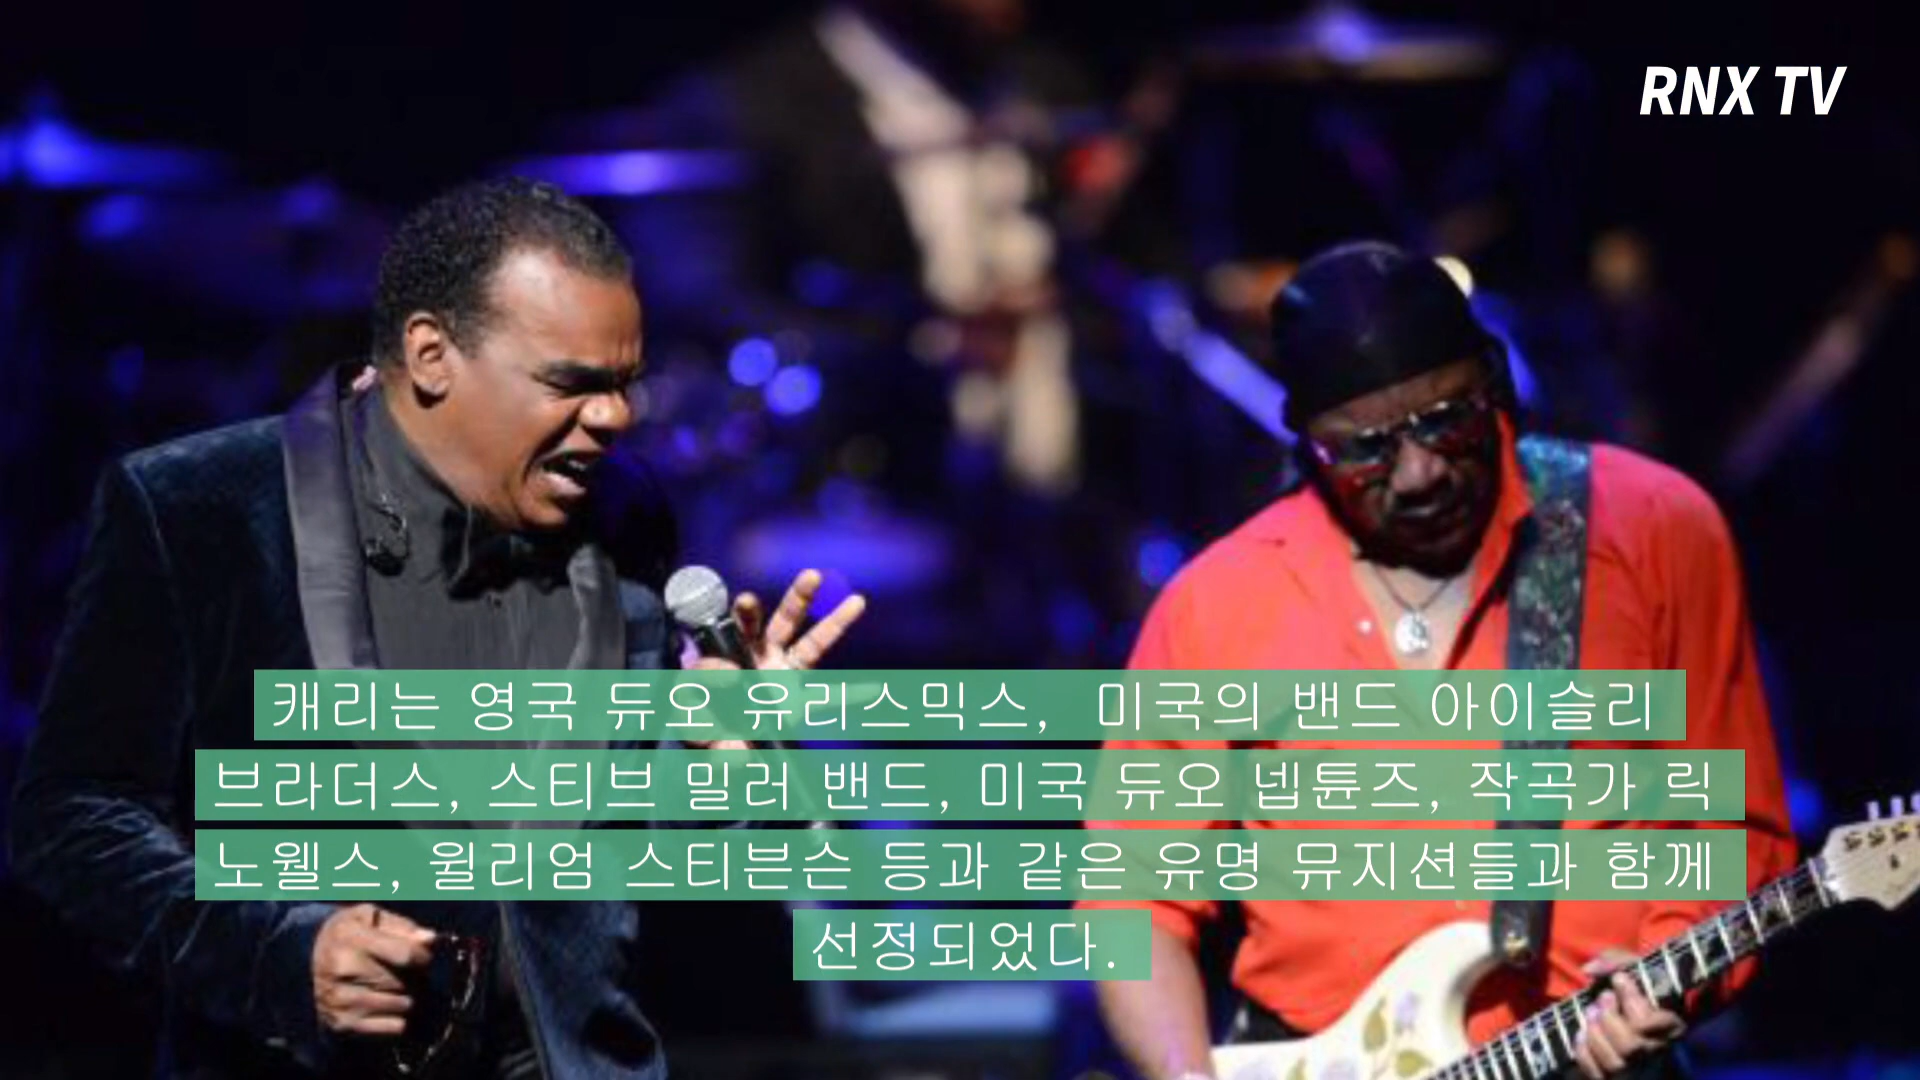 RNX TV
캐리는 영국 듀오 유리스믹스, 미국의 밴드 아이슬리
브라더스, 스티브 밀러 밴드, 미국 듀오 넵튠즈, 작곡가 릭
노웰스, 윌리엄 스티븐슨 등과 같은 유명 뮤지션들과 함께
선정되었다.